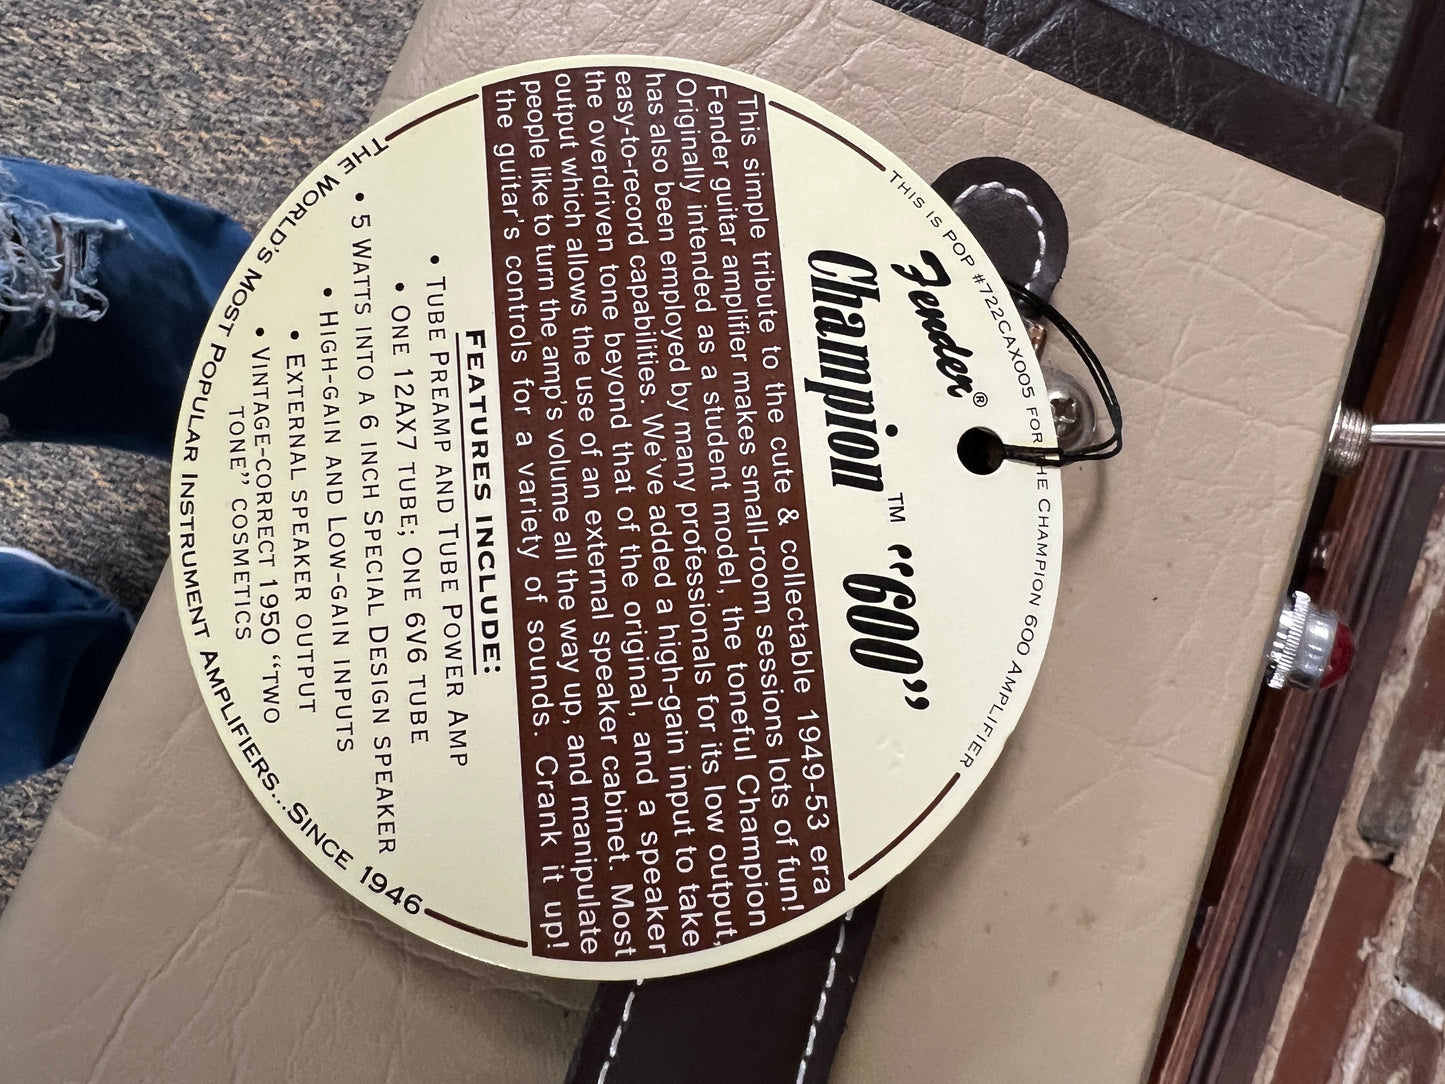 THIS IS POP #722CAX005 FOR THE CHAMPION 600 AMPLIFIER
Fender®
Champion™ “600”
This simple tribute to the cute & collectable 1949-53 era
Fender guitar amplifier makes small-room sessions lots of fun!
Originally intended as a student model, the toneful Champion
has also been employed by many professionals for its low output,
easy-to-record capabilities. We’ve added a high-gain input to take
the overdriven tone beyond that of the original, and a speaker
output which allows the use of an external speaker cabinet. Most
people like to turn the amp’s volume all the way up, and manipulate
the guitar’s controls for a variety of sounds. Crank it up!
FEATURES INCLUDE:
• TUBE PREAMP AND TUBE POWER AMP
• ONE 12AX7 TUBE; ONE 6V6 TUBE
• 5 WATTS INTO A 6 INCH SPECIAL DESIGN SPEAKER
• HIGH-GAIN AND LOW-GAIN INPUTS
• EXTERNAL SPEAKER OUTPUT
• VINTAGE-CORRECT 1950 “TWO
TONE” COSMETICS
THE WORLD’S MOST POPULAR INSTRUMENT AMPLIFIERS...SINCE 1946